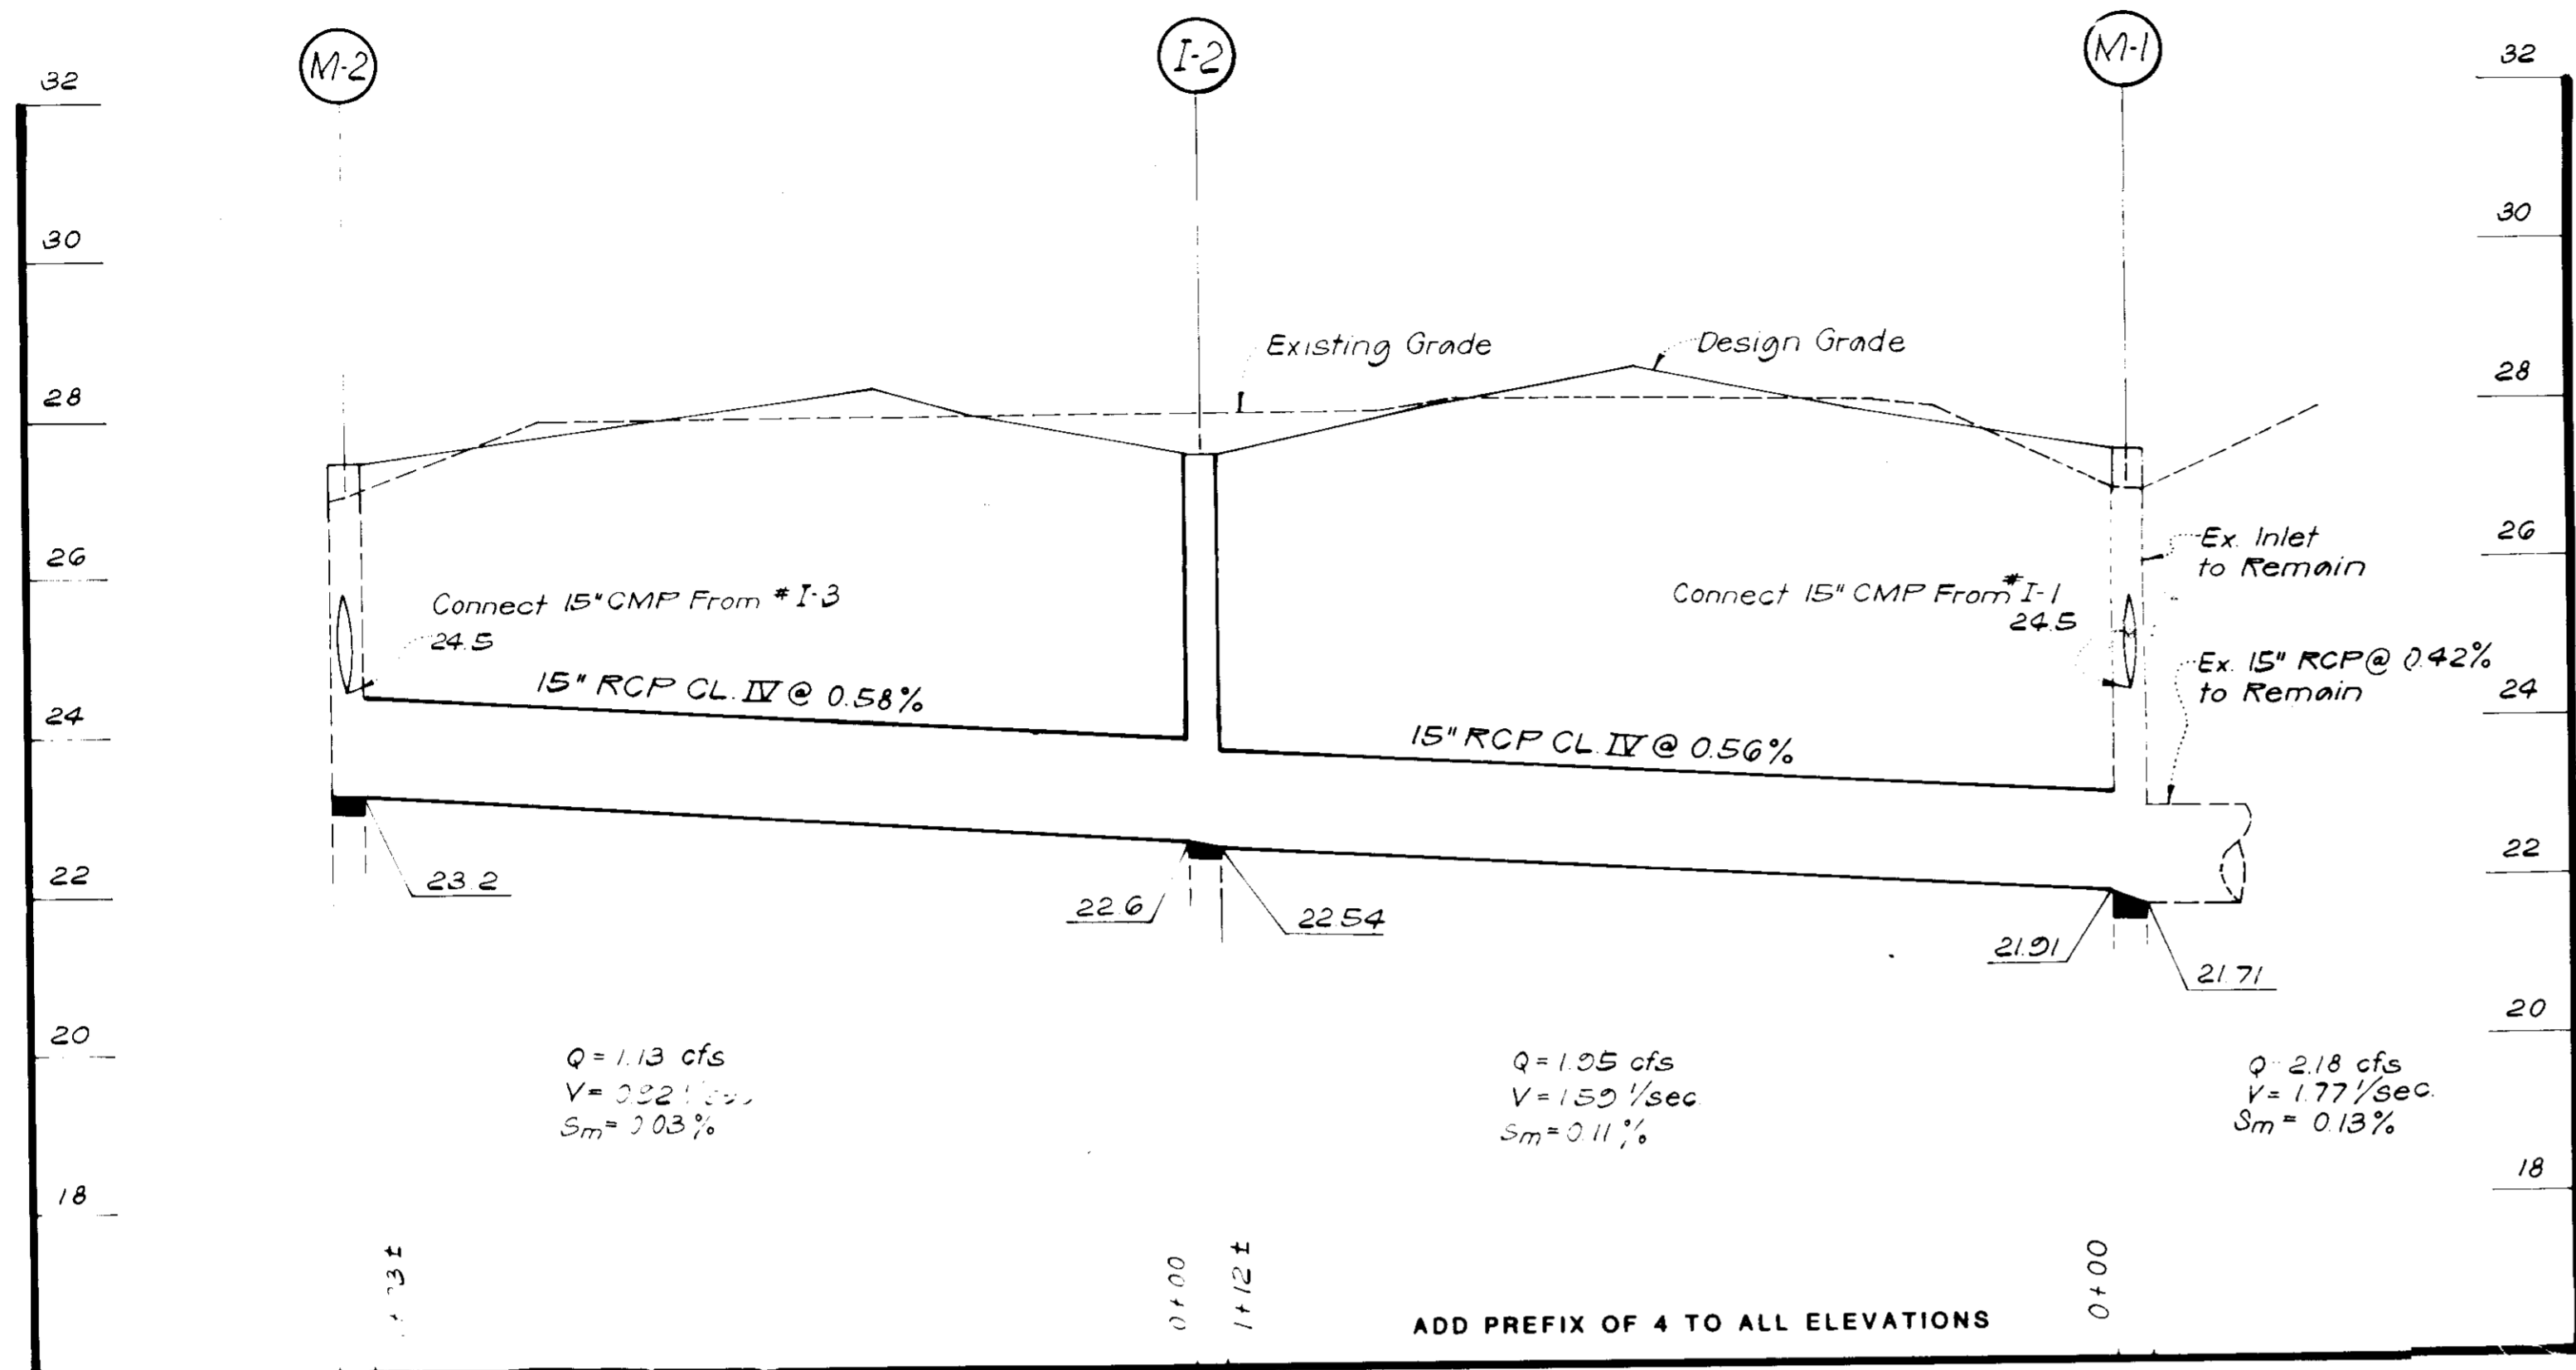 M-2
I-2
M-1
32
32
30
30
Existing Grade
Design Grade
28
28
26
26
Ex. Inlet
to Remain
Connect 15" CMP From # I-3
24.5
Connect 15" CMP From # I-1
24.5
Ex. 15" RCP @ 0.42%
to Remain
15" RCP CL. IV @ 0.58%
24
24
15" RCP CL. IV @ 0.56%
22
22
23.2
22.6
22.54
21.91
21.71
20
20
Q = 1.13 cfs
V = 0.92
Sm = 0.03%
Q = 1.95 cfs
V = 1.59 '/sec.
Sm = 0.11%
Q = 2.18 cfs
V = 1.77 '/sec.
Sm = 0.13%
18
18
0+00
1+12 ±
0+00
ADD PREFIX OF 4 TO ALL ELEVATIONS